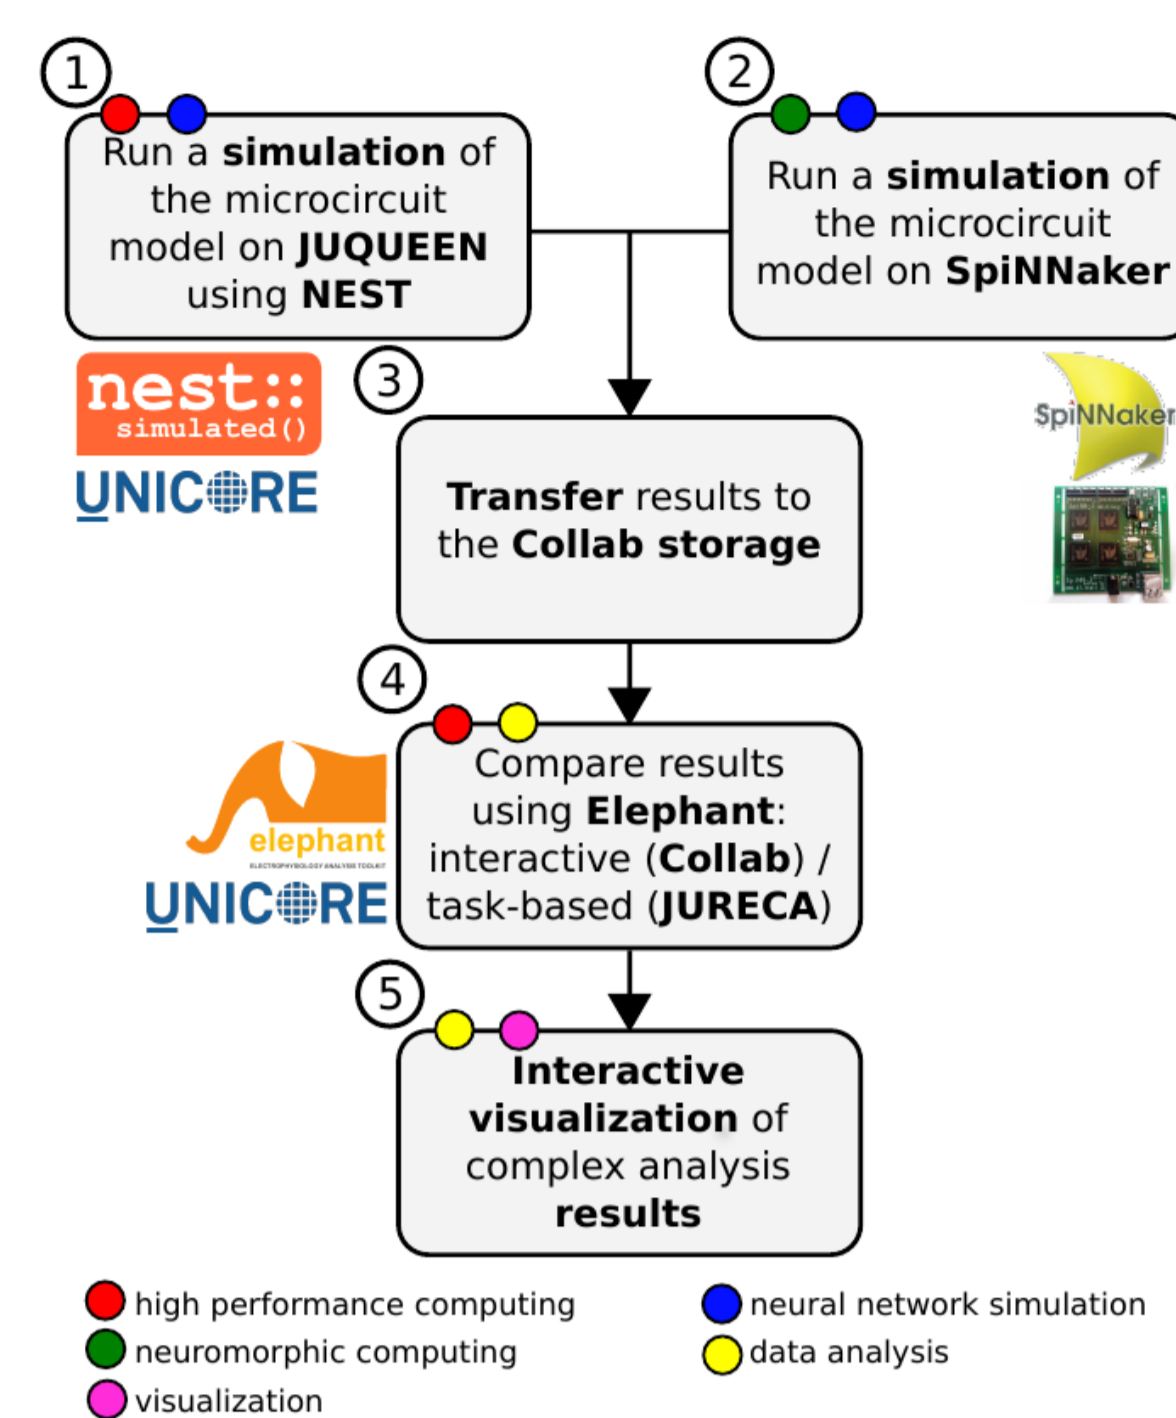 1
Run a simulation of
the microcircuit
model on JUQUEEN
using NEST
2
Run a simulation of
the microcircuit
model on SpiNNaker
nest::
simulated()
UNICORE
SpiNNaker
3
Transfer results to
the Collab storage
4
Compare results
using Elephant:
interactive (Collab) /
task-based (JURECA)
elephant
ELECTROPHYSIOLOGY ANALYSIS TOOLKIT
UNICORE
5
Interactive
visualization of
complex analysis
results
high performance computing
neuromorphic computing
visualization
neural network simulation
data analysis